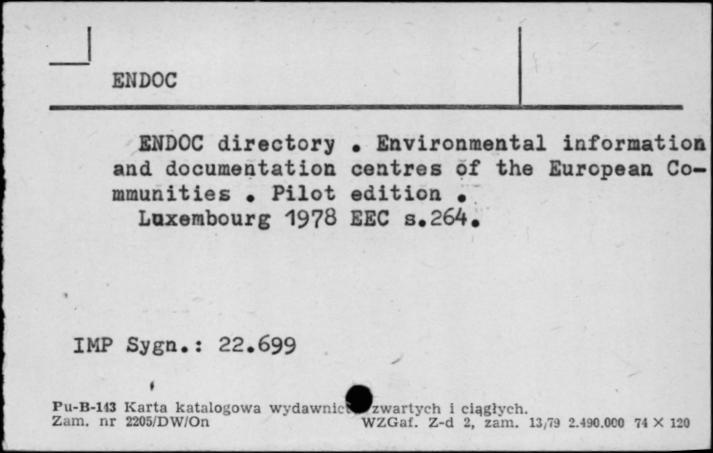 ENDOC
ENDOC directory . Environmental information
and documentation centres of the European Co-
mmunities . Pilot edition .
Luxembourg 1978 EEC s.264.
IMP Sygn.: 22.699
Pu-B-143 Karta katalogowa zwartych i ciągłych.
Zam. nr 2205/DW/On WZGaf. Z-d 2, zam. 13/79 2.490.000 74 X 120